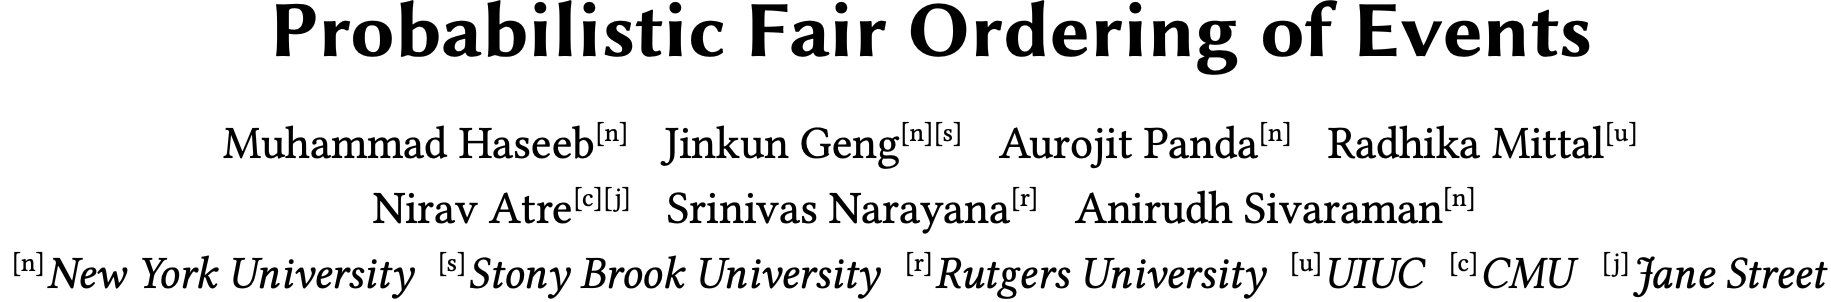 Probabilistic Fair Ordering of Events
Muhammad Haseeb[n] Jinkun Geng[n][s] Aurojit Panda[n] Radhika Mittal[u]
Nirav Atre[c][j] Srinivas Narayana[r] Anirudh Sivaraman[n]
[n]New York University [s]Stony Brook University [r]Rutgers University [u]UIUC [c]CMU [j]Jane Street